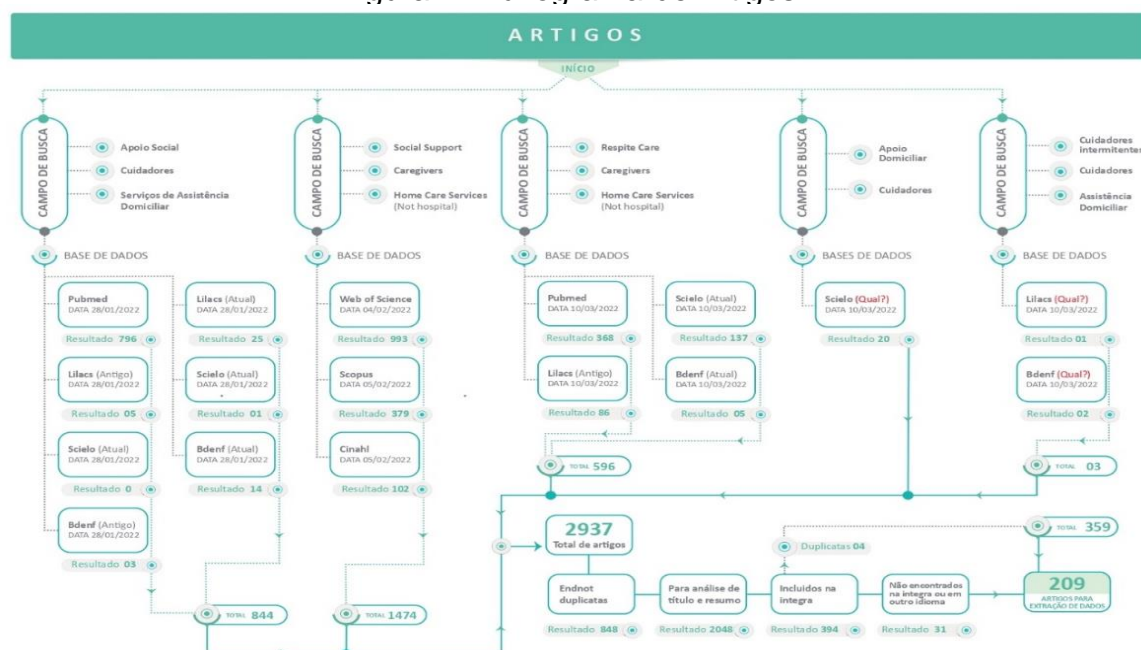 ARTIGOS
INÍCIO
CAMPO DE BUSCA
Apoio Social
Cuidadores
Serviços de Assistência
Domiciliar
BASE DE DADOS
Pubmed
DATA 28/01/2022
Resultado 796
Lilacs (Antigo)
DATA 28/01/2022
Resultado 05
Scielo (Atual)
DATA 28/01/2022
Resultado 0
Bdenf (Antigo)
DATA 28/01/2022
Resultado 03
Lilacs (Atual)
DATA 28/01/2022
Resultado 25
Scielo (Atual)
DATA 28/01/2022
Resultado 01
Bdenf (Atual)
DATA 28/01/2022
Resultado 14
TOTAL 844
CAMPO DE BUSCA
Social Support
Caregivers
Home Care Services
(Not hospital)
BASE DE DADOS
Web of Science
DATA 04/02/2022
Resultado 993
Scopus
DATA 05/02/2022
Resultado 379
Cinahl
DATA 05/02/2022
Resultado 102
TOTAL 1474
CAMPO DE BUSCA
Respite Care
Caregivers
Home Care Services
(Not hospital)
BASE DE DADOS
Pubmed
DATA 10/03/2022
Resultado 368
Lilacs (Antigo)
DATA 10/03/2022
Resultado 86
Scielo (Atual)
DATA 10/03/2022
Resultado 137
Bdenf (Atual)
DATA 10/03/2022
Resultado 05
TOTAL 596
CAMPO DE BUSCA
Apoio
Domiciliar
Cuidadores
BASES DE DADOS
Scielo (Qual?)
DATA 10/03/2022
Resultado 20
CAMPO DE BUSCA
Cuidadores
intermitentes
Cuidadores
Assistência
Domiciliar
BASE DE DADOS
Lilacs (Qual?)
DATA 10/03/2022
Resultado 01
Bdenf (Qual?)
DATA 10/03/2022
Resultado 02
TOTAL 03
2937
Total de artigos
Endnot
duplicatas
Resultado 848
Para análise de
título e resumo
Resultado 2048
Duplicatas 04
Incluidos na
integra
Resultado 394
Não encontrados
na integra ou em
outro idioma
Resultado 31
TOTAL 359
209
ARTIGOS PARA
EXTRAÇÃO DE DADOS